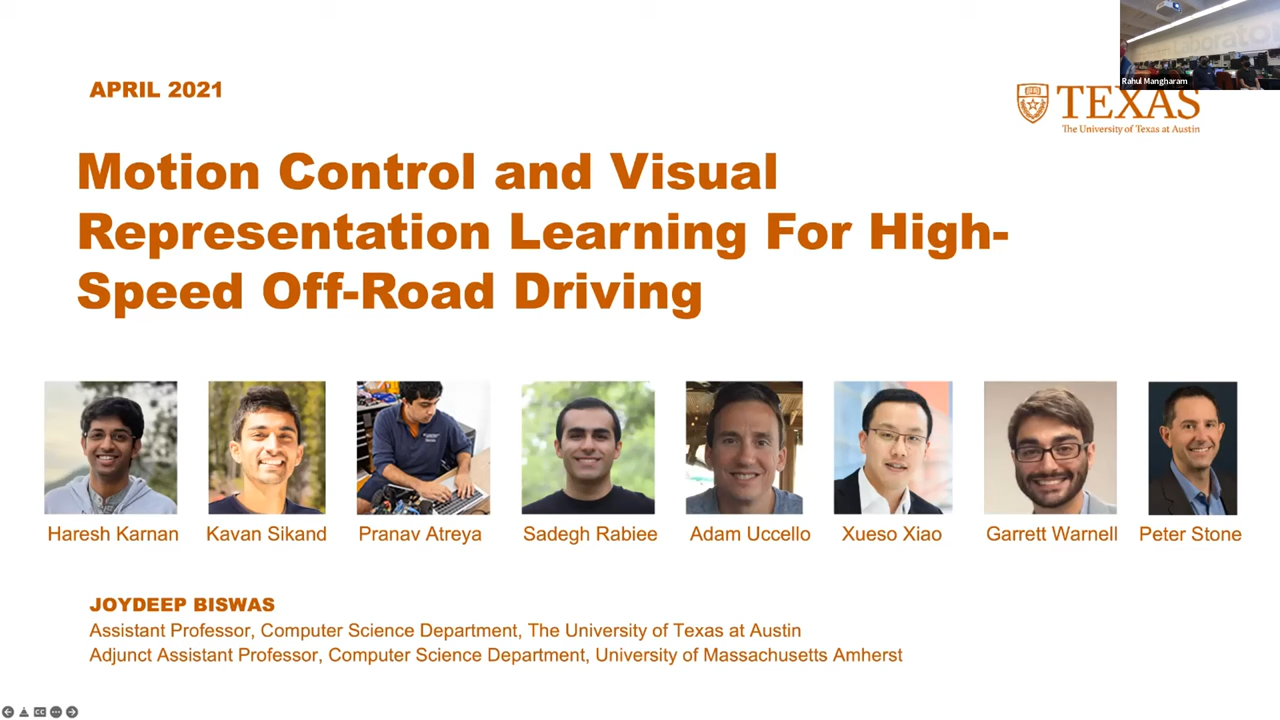 APRIL 2021
Rahul Mangharam
TEXAS
The University of Texas at Austin
Motion Control and Visual
Representation Learning For High-
Speed Off-Road Driving
Haresh Karnan
Kavan Sikand
Pranav Atreya
Sadegh Rabiee
Adam Uccello
Xueso Xiao
Garrett Warnell
Peter Stone
JOYDEEP BISWAS
Assistant Professor, Computer Science Department, The University of Texas at Austin
Adjunct Assistant Professor, Computer Science Department, University of Massachusetts Amherst
CC